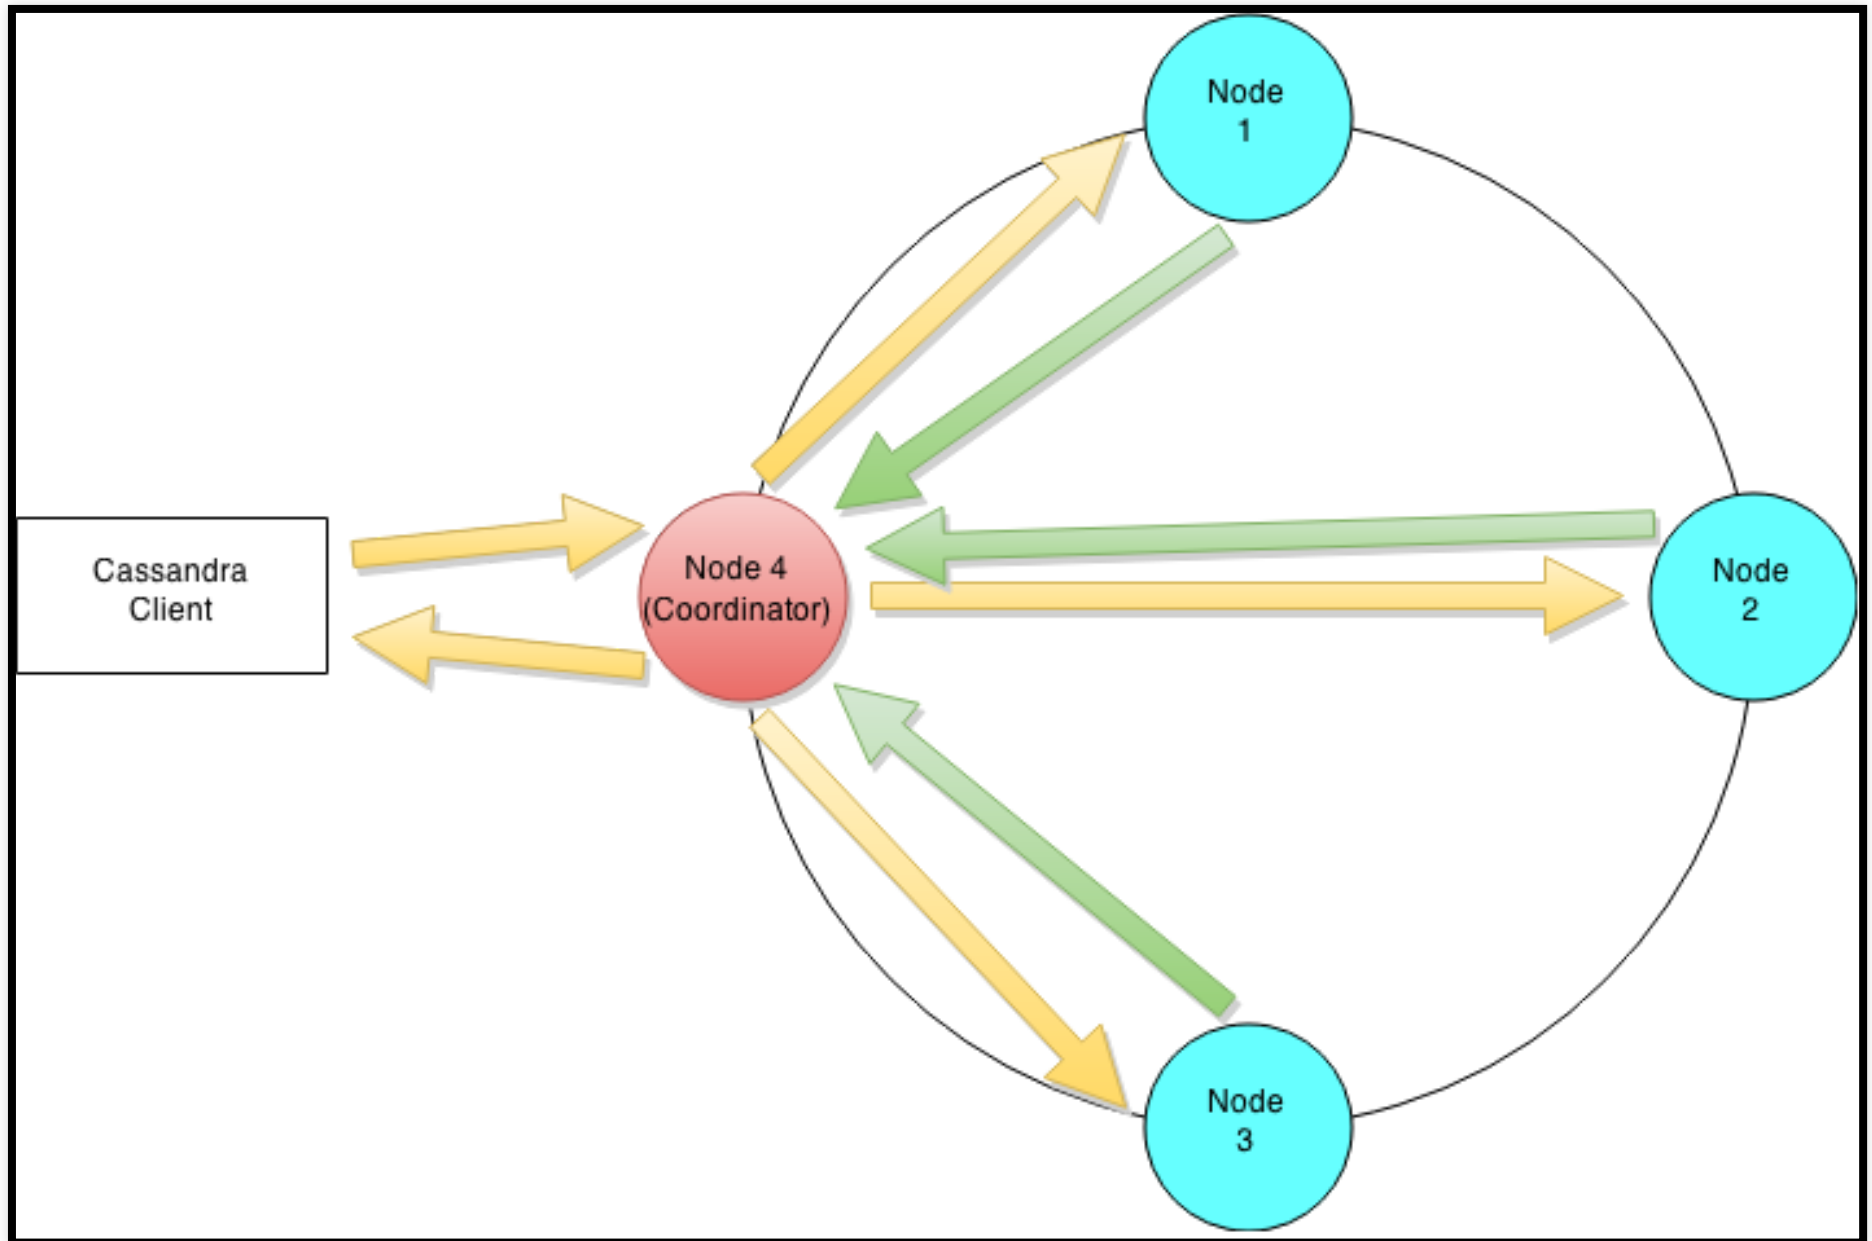 Node
1
Cassandra
Client
Node 4
(Coordinator)
Node
2
Node
3